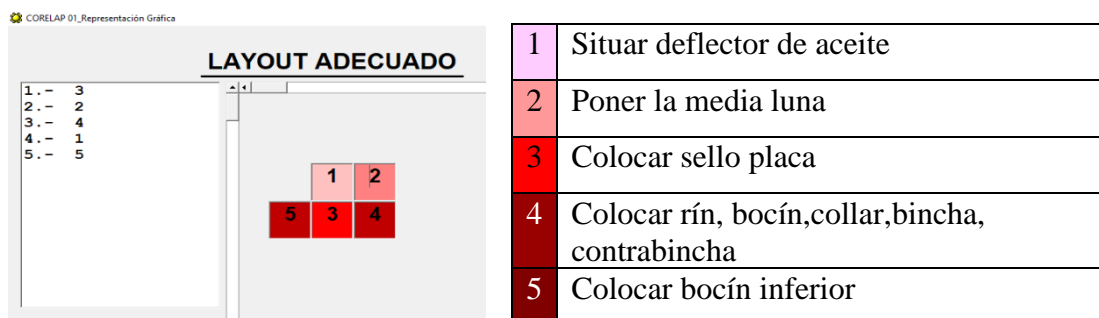 CORELAP 01_Representación Gráfica
LAYOUT ADECUADO
1.- 3
2.- 2
3.- 4
4.- 1
5.- 5
1 2
5 3 4
1 Situar deflector de aceite
2 Poner la media luna
3 Colocar sello placa
4 Colocar rín, bocín,collar,bincha,
contrabincha
5 Colocar bocín inferior